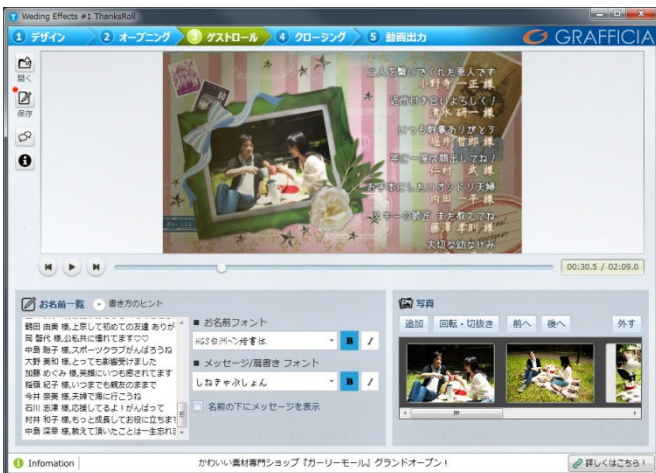 Weding Effects #1 ThanksRoll
1 デザイン 2 オープニング 3 ゲストロール 4 クロージング 5 動画出力 GRAFFICIA
開く
保存
二人を繋いでくれた恩人です
小野寺 一正 様
近所付き合いよろしく!
清水 研一 様
いつも幹事ありがとう
堀井 哲郎 様
年に一度は顔出してね!
仁村 武 様
お手本にしたいオシドリ夫婦
内田 一平 様
スキーの師匠 また教えてね
藤澤 孝則 様
大切な幼なじみ
00:30.5 / 02:09.0
お名前一覧 書き方のヒント
鶴田 由美 様,上京して初めての友達 ありが
岡 智代 様,公私共に憧れてます♡♡
中島 聡子 様,スポーツクラブがんばろうね
大野 美和 様,とっても影響受けました
加藤 めぐみ 様,笑顔にいつも癒されてます
稲嶺 紀子 様,いつまでも親友のままで
今井 奈美 様,夫婦で海に行こうね
石川 志津 様,応援してるよ!がんばって
村井 和子 様,もっと成長してお役に立ちます
中島 深幸 様,教えて頂いたことは一生忘れ
■ お名前フォント
HGS白洲ペン楷書体 B I
■ メッセージ/肩書き フォント
しねきゃぷしょん B I
名前の下にメッセージを表示
写真
追加 回転・切抜き 前へ 後へ 外す
Infomation かわいい素材専門ショップ『ガーリーモール』グランドオープン! 詳しくはこちら!